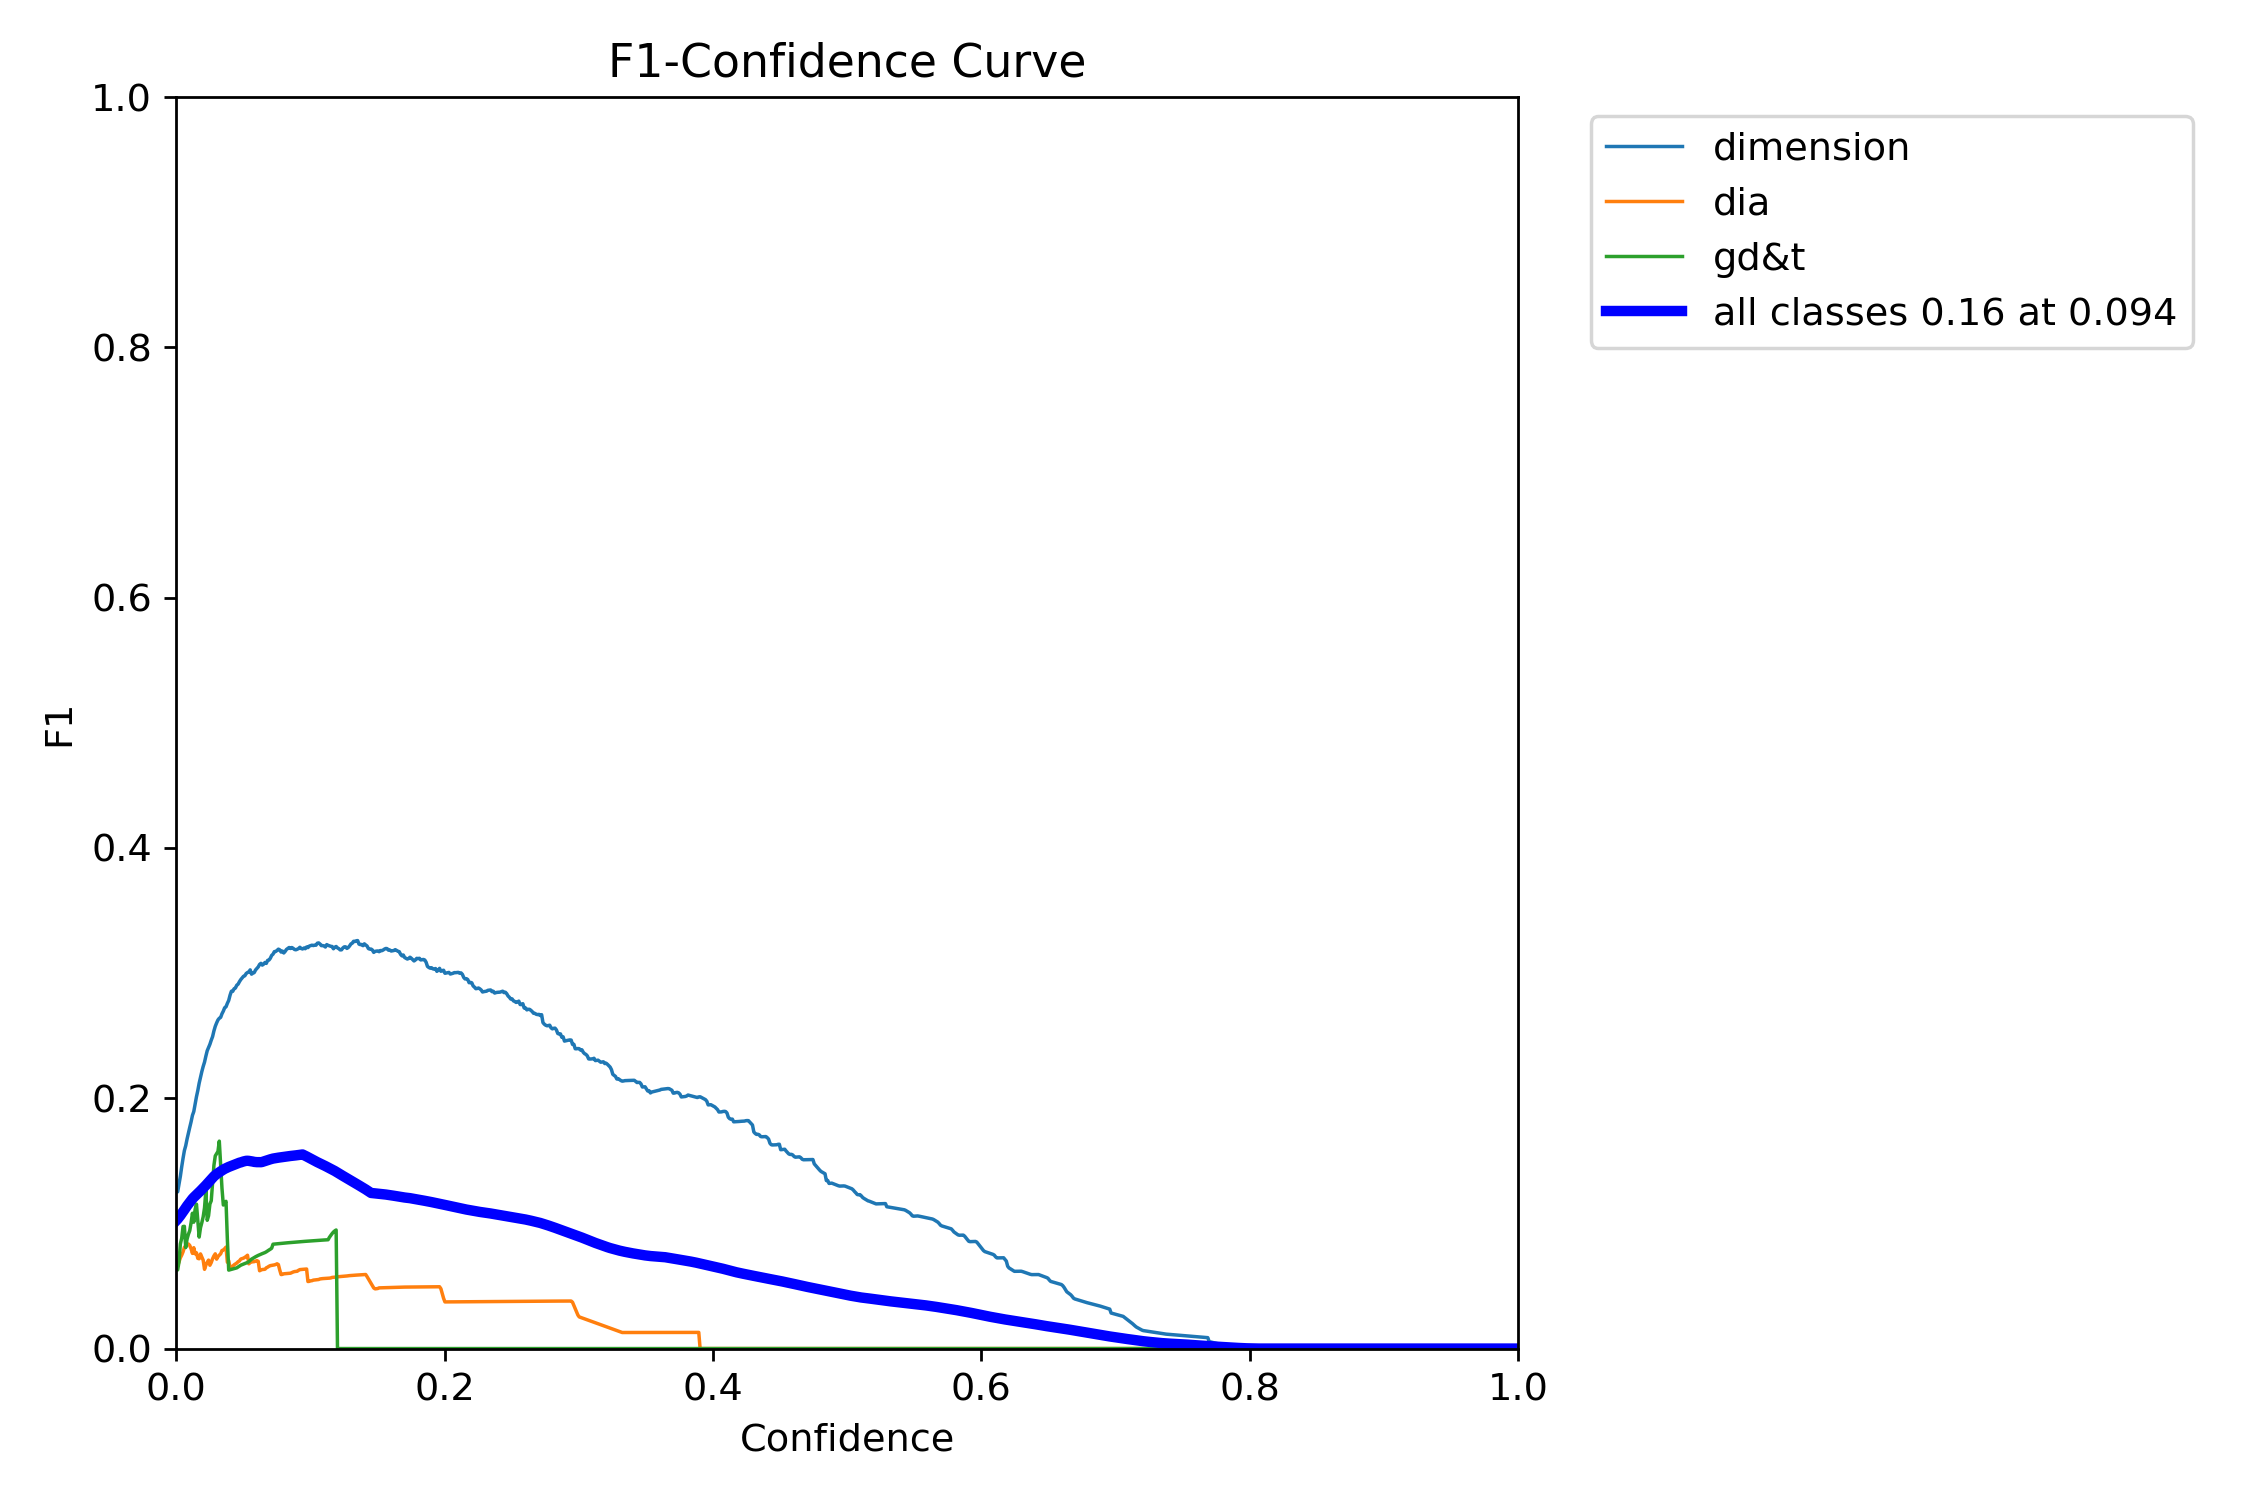 F1-Confidence Curve
1.0
0.8
0.6
0.4
0.2
0.0
F1
0.0 0.2 0.4 0.6 0.8 1.0
Confidence
dimension
dia
gd&t
all classes 0.16 at 0.094